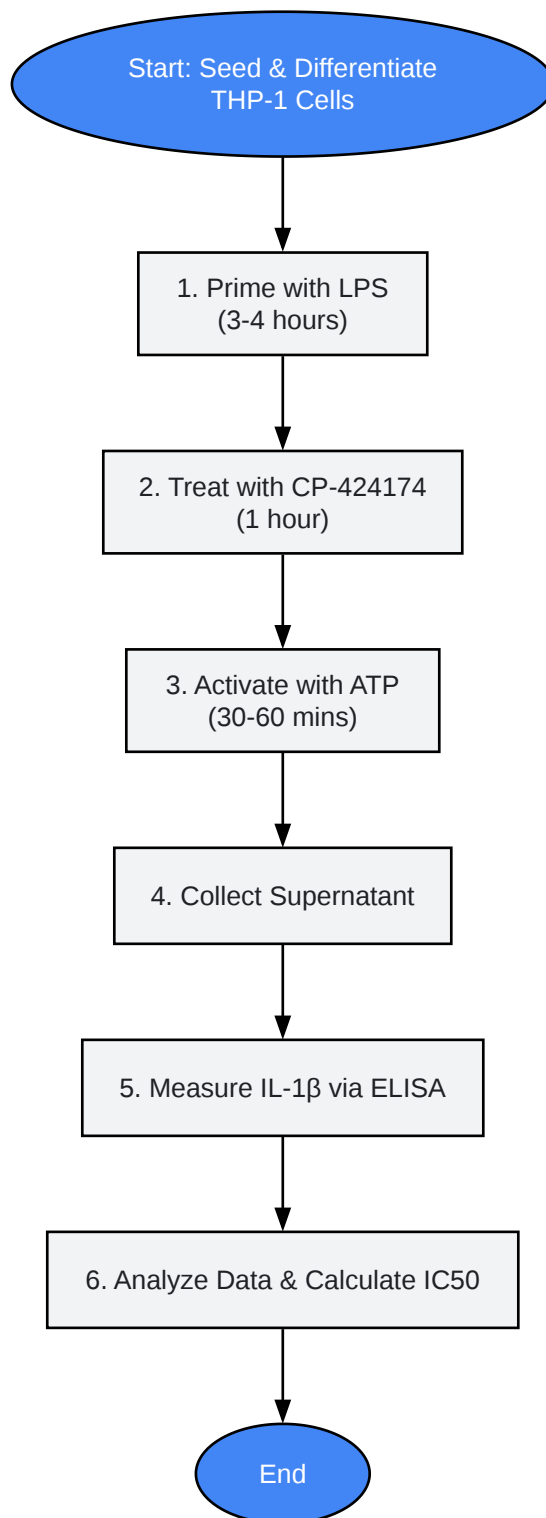 Start: Seed & Differentiate
THP-1 Cells
1. Prime with LPS
(3-4 hours)
2. Treat with CP-424174
(1 hour)
3. Activate with ATP
(30-60 mins)
4. Collect Supernatant
5. Measure IL-1β via ELISA
6. Analyze Data & Calculate IC50
End